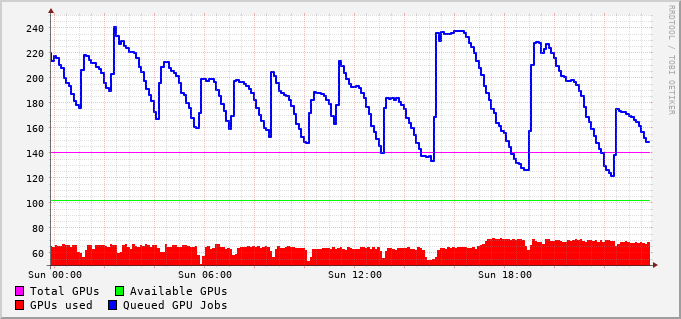 240
220
200
180
160
140
120
100
80
60
Sun 00:00 Sun 06:00 Sun 12:00 Sun 18:00
Total GPUs Available GPUs
GPUs used Queued GPU Jobs
RRDTOOL / TOBI OETIKER